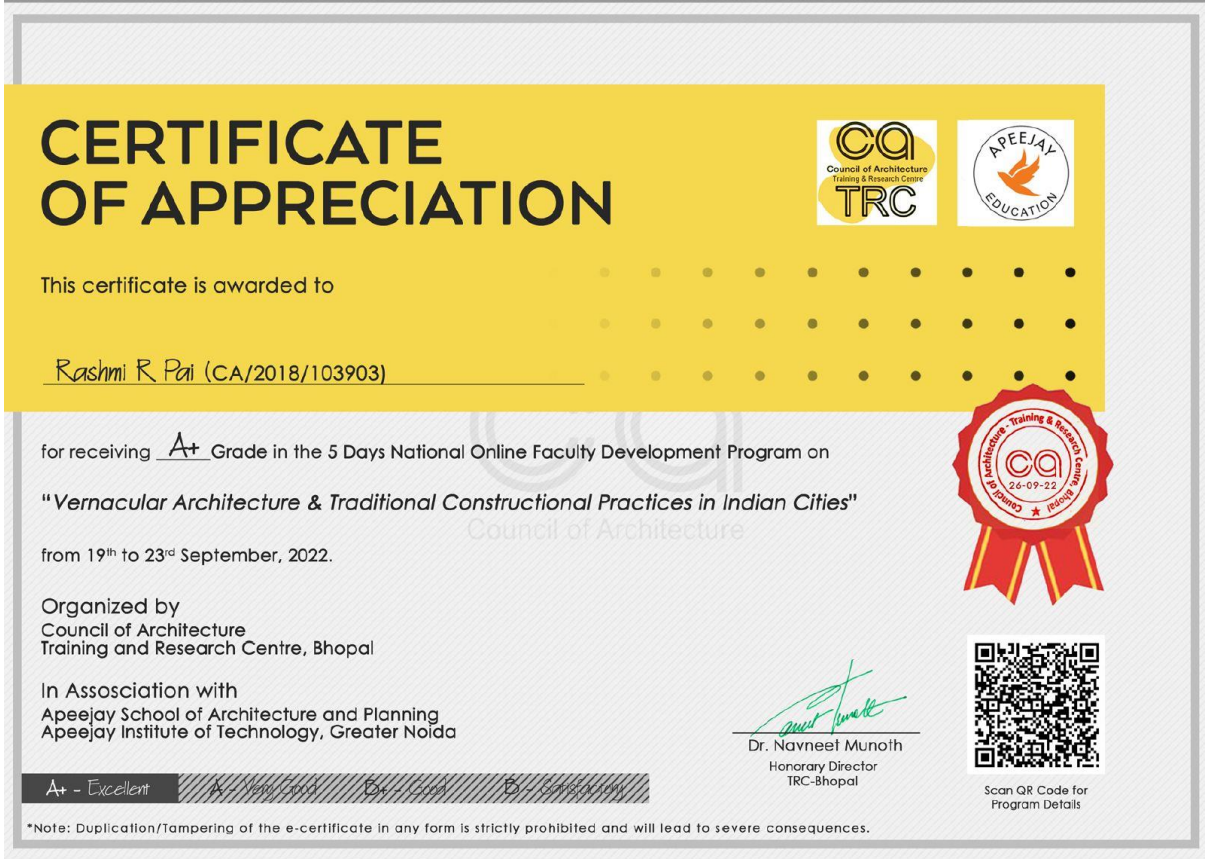 CERTIFICATE
OF APPRECIATION
ca
Council of Architecture
Training & Research Centre
TRC
APEEJAY
EDUCATION
This certificate is awarded to
Rashmi R Pai (CA/2018/103903)
for receiving A+ Grade in the 5 Days National Online Faculty Development Program on
"Vernacular Architecture & Traditional Constructional Practices in Indian Cities"
from 19th to 23rd September, 2022.
ca
Council of Architecture
Council of Architecture - Training & Research Centre, Bhopal
ca
26-09-22
Organized by
Council of Architecture
Training and Research Centre, Bhopal
In Assosciation with
Apeejay School of Architecture and Planning
Apeejay Institute of Technology, Greater Noida
Dr. Navneet Munoth
Honorary Director
TRC-Bhopal
Scan QR Code for
Program Details
A+ - Excellent A - Very Good B+ - Good B - Satisfactory
*Note: Duplication/Tampering of the e-certificate in any form is strictly prohibited and will lead to severe consequences.